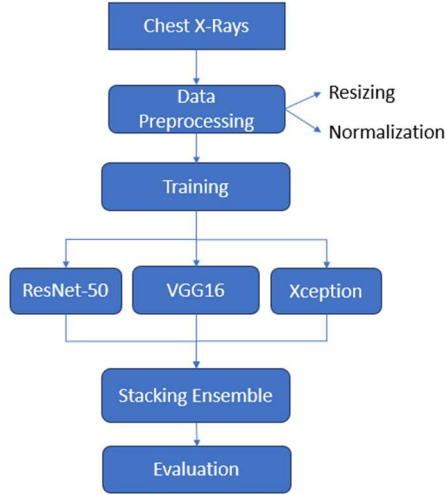 Chest X-Rays
Data
Preprocessing
Resizing
Normalization
Training
ResNet-50
VGG16
Xception
Stacking Ensemble
Evaluation